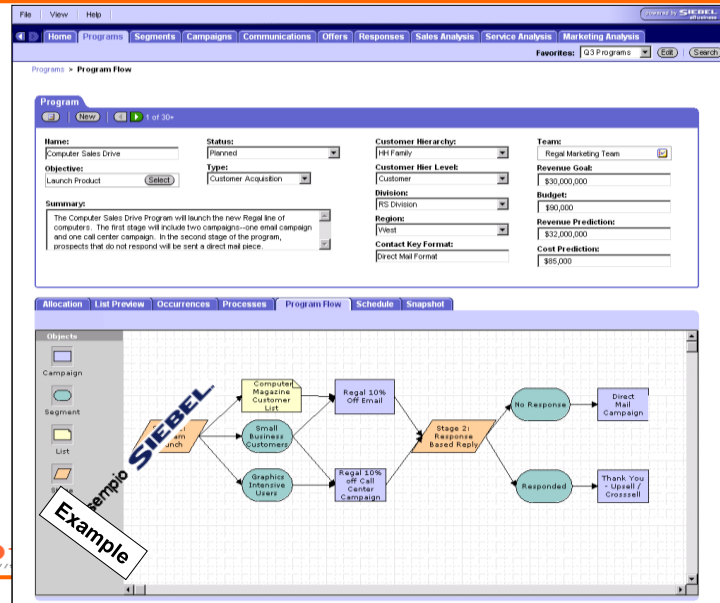 File View Help
Powered by SIEBEL eBusiness
Home Programs Segments Campaigns Communications Offers Responses Sales Analysis Service Analysis Marketing Analysis
Favorites: Q3 Programs Edit Search
Programs > Program Flow
Program
New 1 of 30+
Name: Status: Customer Hierarchy: Team:
Computer Sales Drive Planned HH Family Regal Marketing Team
Objective: Type: Customer Hier Level: Revenue Goal:
Launch Product Select Customer Acquisition Customer $30,000,000
Division: Budget:
Summary: RS Division $90,000
The Computer Sales Drive Program will launch the new Regal line of
computers. The first stage will include two campaigns--one email campaign
and one call center campaign. In the second stage of the program,
prospects that do not respond will be sent a direct mail piece.
Region: Revenue Prediction:
West $32,000,000
Contact Key Format: Cost Prediction:
Direct Mail Format $85,000
Allocation List Preview Occurrences Processes Program Flow Schedule Snapshot
Objects
Campaign
Segment
List
Computer
Magazine
Customer
List
Regal 10%
Off Email
Small
Business
Customers
Graphics
Intensive
Users
Regal 10%
off Call
Center
Campaign
Stage 2:
Response
Based Reply
No Response
Direct
Mail
Campaign
Responded
Thank You
- Upsell /
Crosssell
SIEBEL.
Example